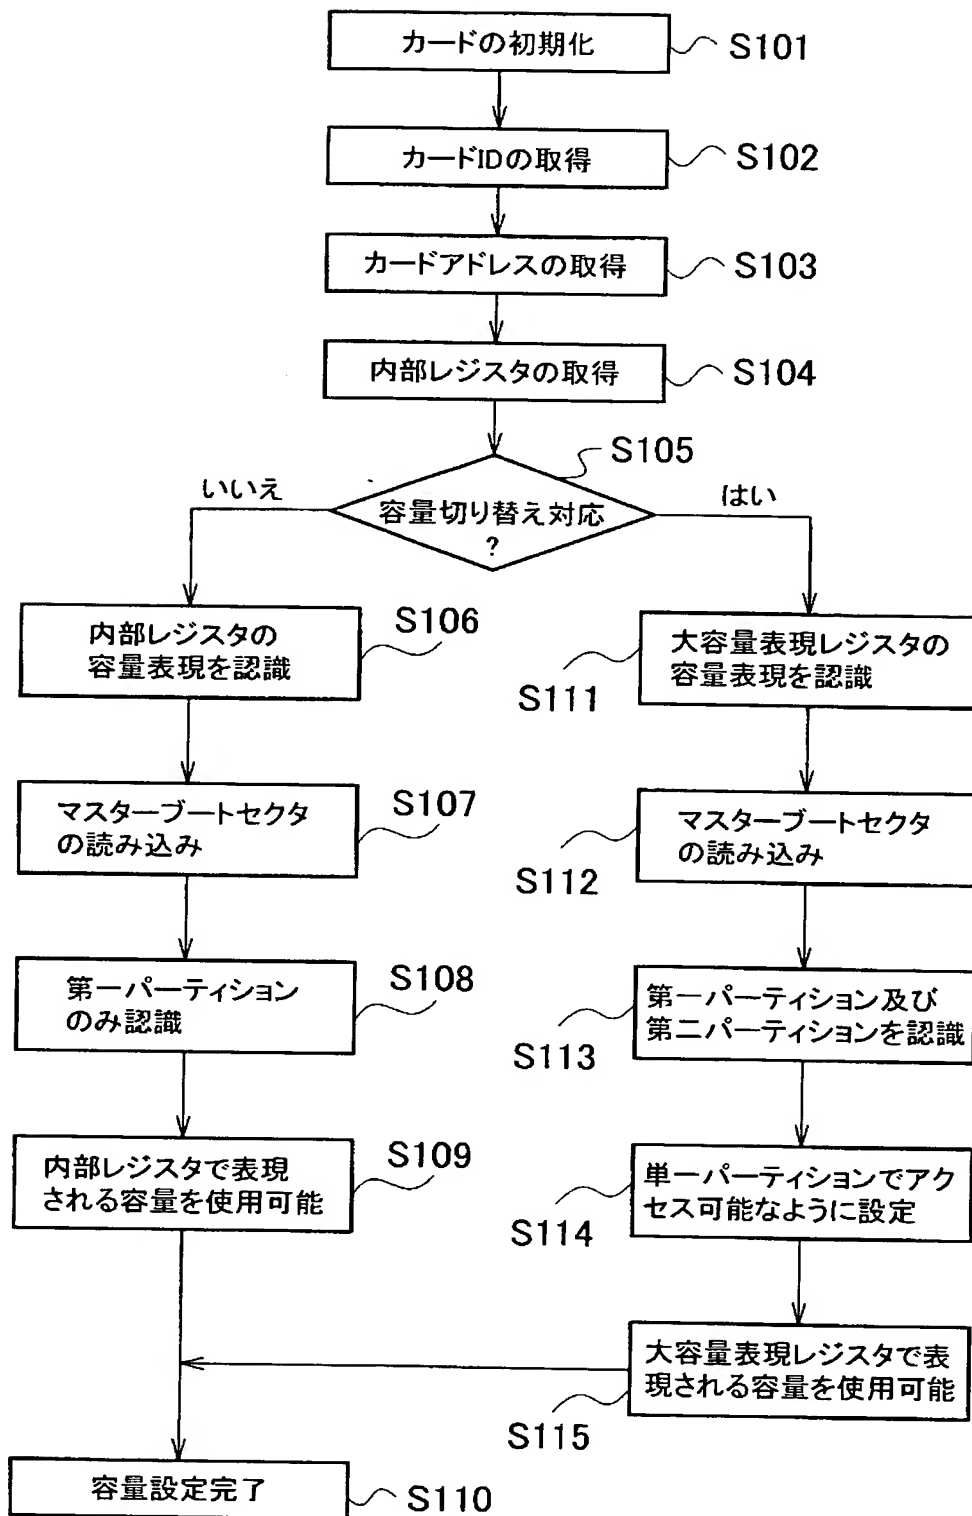 カードの初期化
S101
カードIDの取得
S102
カードアドレスの取得
S103
内部レジスタの取得
S104
S105
容量切り替え対応
?
いいえ
はい
内部レジスタの
容量表現を認識
S106
マスターブートセクタ
の読み込み
S107
第一パーティション
のみ認識
S108
内部レジスタで表現
される容量を使用可能
S109
大容量表現レジスタの
容量表現を認識
S111
マスターブートセクタ
の読み込み
S112
第一パーティション及び
第二パーティションを認識
S113
単一パーティションでアク
セス可能なように設定
S114
大容量表現レジスタで表
現される容量を使用可能
S115
容量設定完了
S110